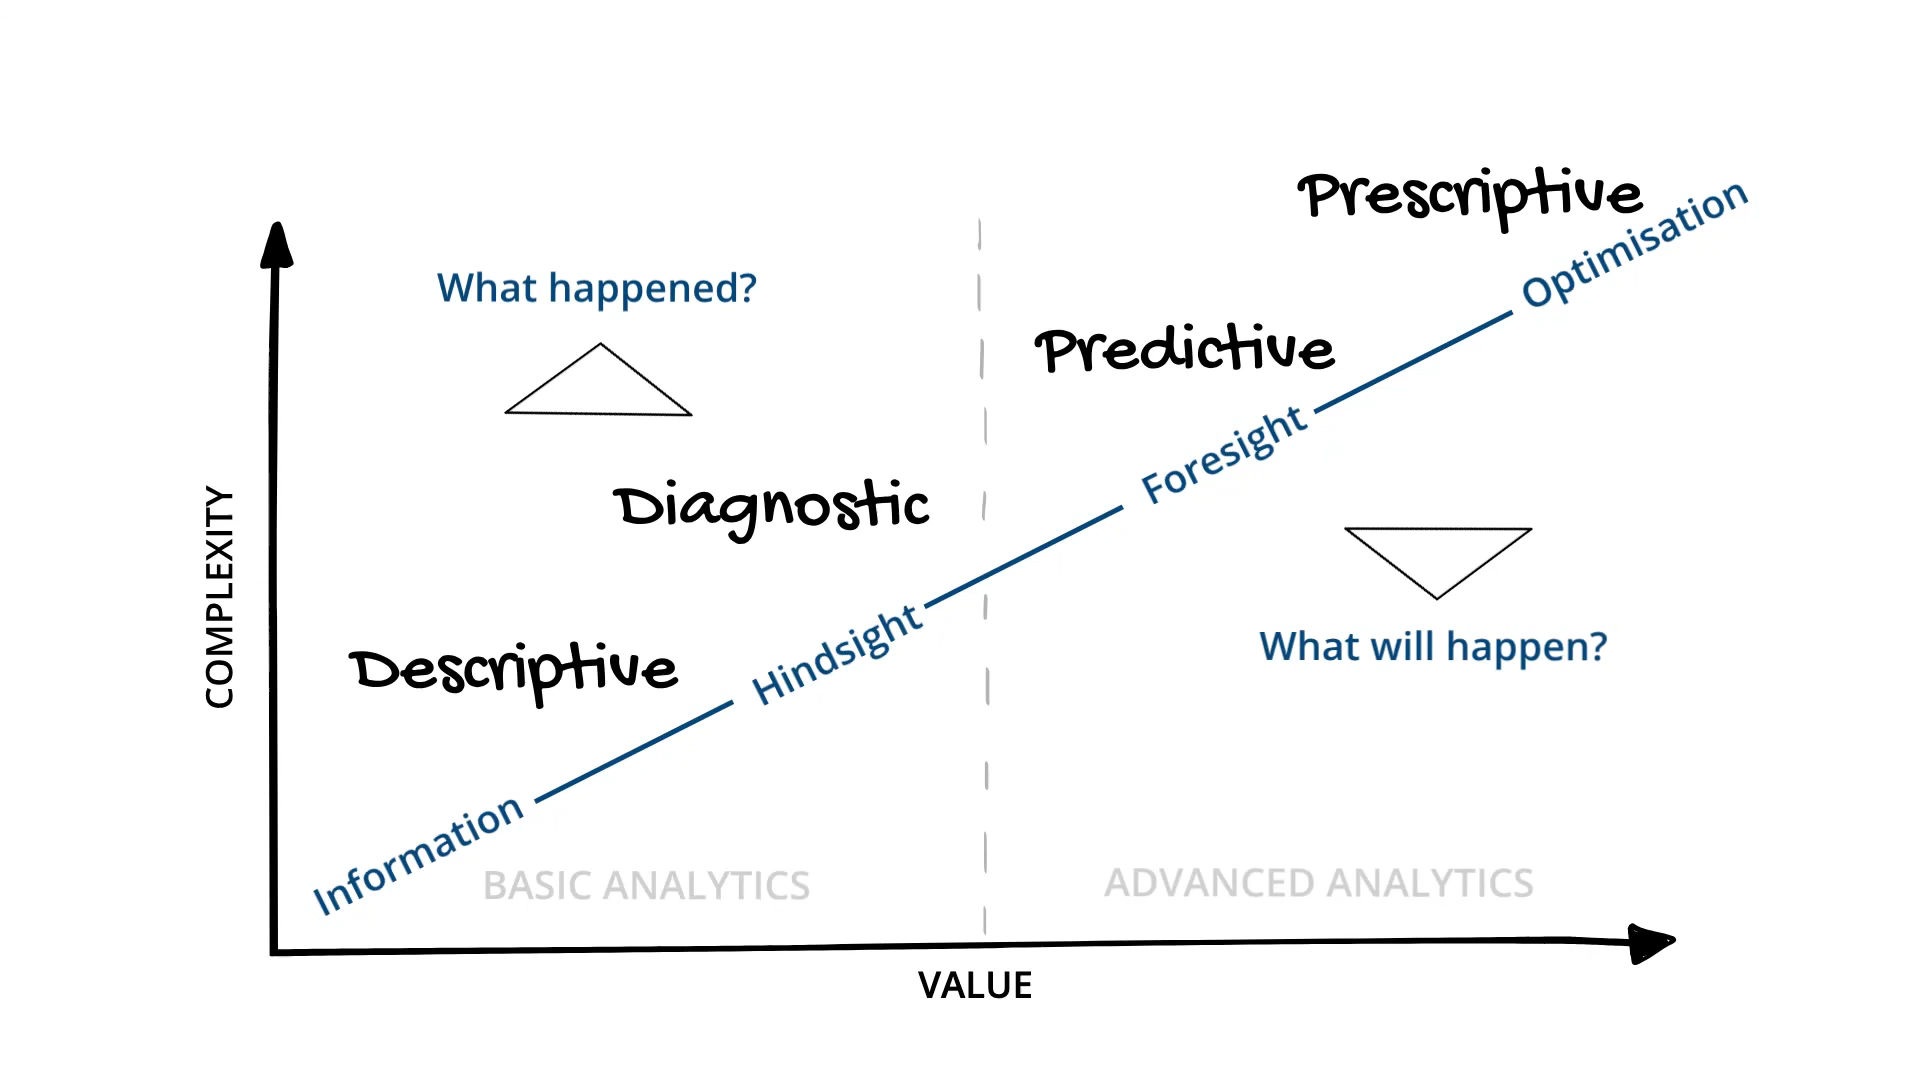 Prescriptive
Optimisation
What happened?
Predictive
Foresight
Diagnostic
COMPLEXITY
Hindsight
What will happen?
Descriptive
Information
BASIC ANALYTICS
ADVANCED ANALYTICS
VALUE